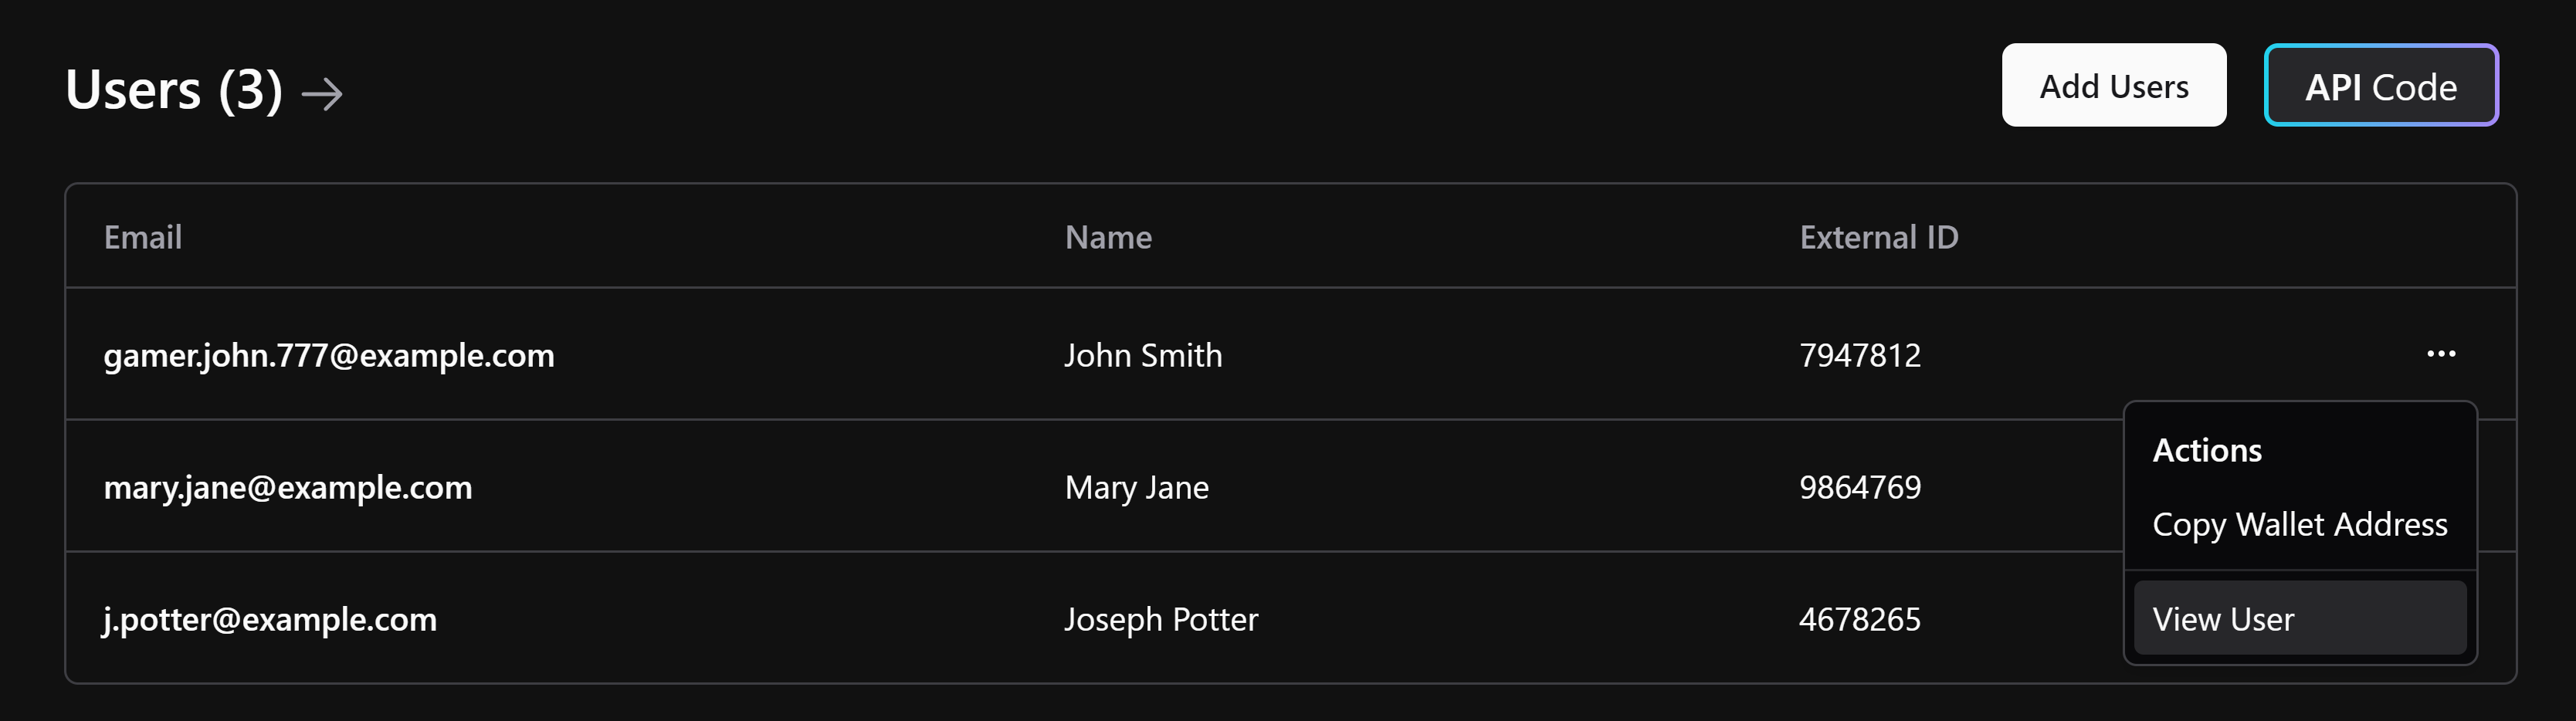 Users (3) →
Add Users
API Code
Email Name External ID
gamer.john.777@example.com John Smith 7947812 •••
mary.jane@example.com Mary Jane 9864769
j.potter@example.com Joseph Potter 4678265
Actions
Copy Wallet Address
View User